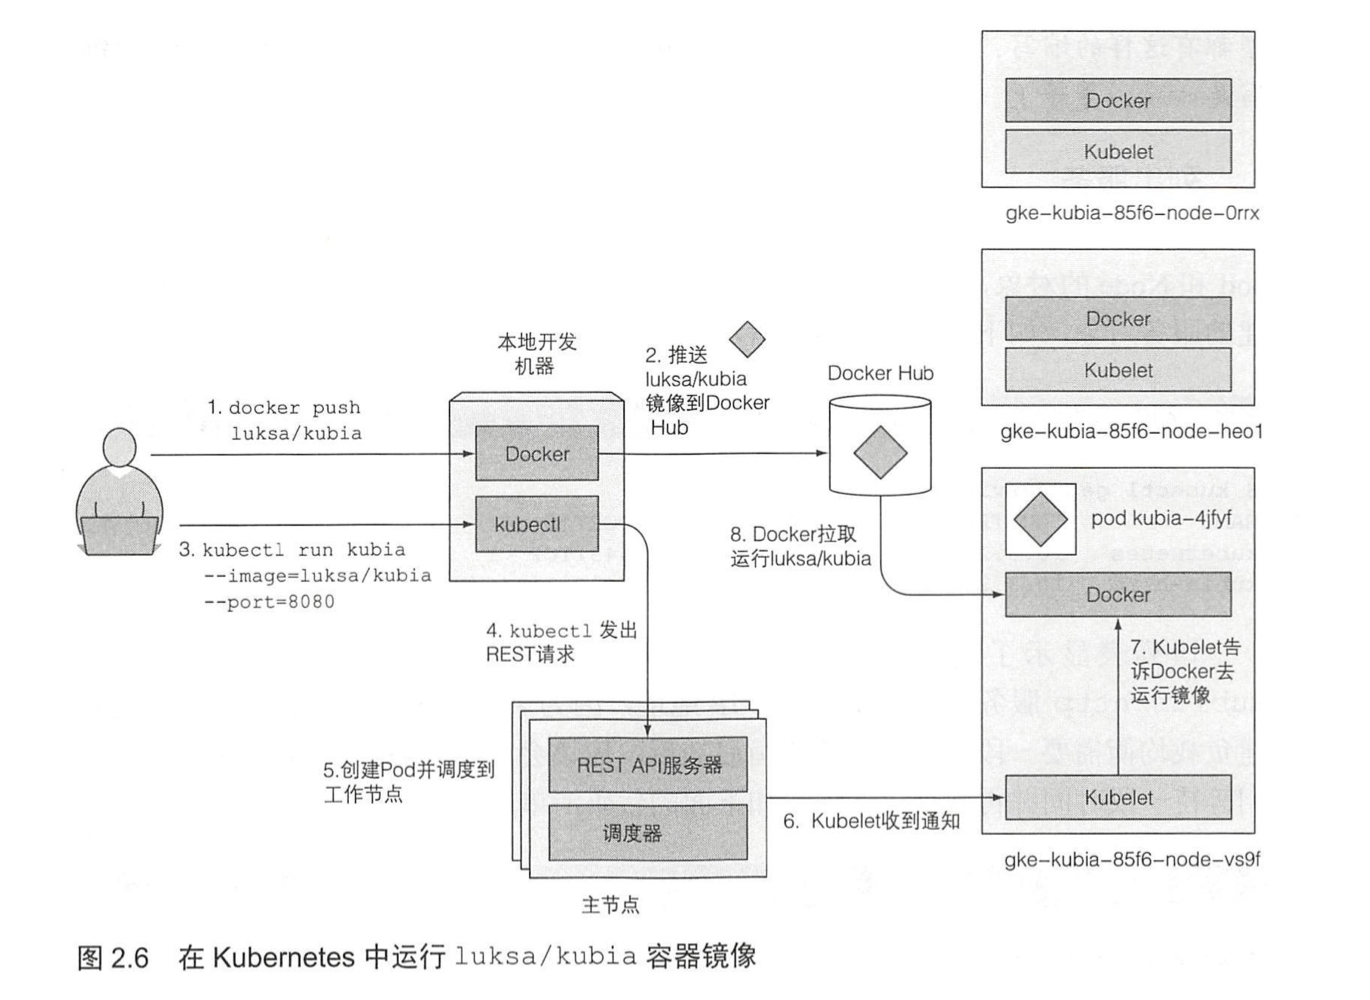 Docker
Kubelet
gke-kubia-85f6-node-0rrx
Docker
Kubelet
gke-kubia-85f6-node-heo1
本地开发
机器
2. 推送
luksa/kubia
镜像到Docker
Hub
Docker Hub
1. docker push
luksa/kubia
Docker
kubectl
3. kubectl run kubia
--image=luksa/kubia
--port=8080
8. Docker拉取
运行luksa/kubia
pod kubia-4jfyf
Docker
4. kubectl 发出
REST请求
7. Kubelet告
诉Docker去
运行镜像
5.创建Pod并调度到
工作节点
REST API服务器
调度器
6. Kubelet收到通知
Kubelet
gke-kubia-85f6-node-vs9f
主节点
图 2.6 在 Kubernetes 中运行 luksa/kubia 容器镜像